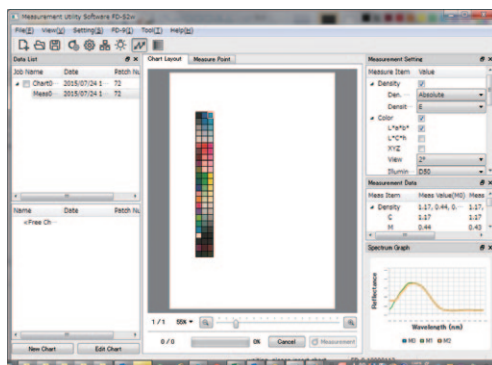 Measurement Utility Software FD-S2w
File(F) View(V) Setting(S) FD-9(I) Tool(T) Help(H)
Data List
Job Name Date Patch Nu
Chart0··· 2015/07/24 1··· 72
Meas0··· 2015/07/24 1··· 72
Name Date Patch Nu
<Free Ch···
New Chart Edit Chart
Chart Layout Measure Point
1 / 1 55%
0 / 0 0% Cancel Measurement
Measurement Setting
Measure Item Value
Density
Den. ··· Absolute
Densit··· E
Color
L*a*b*
L*C*h
XYZ
View 2°
Illumin··· D50
Measurement Data
Meas Item Meas Value(M0) Meas
Density 1.17, 0.44, 0.··· 1.17,
C 1.17 1.17
M 0.44 0.43
Spectrum Graph
Reflectance
Wavelength (nm)
M0 M1 M2